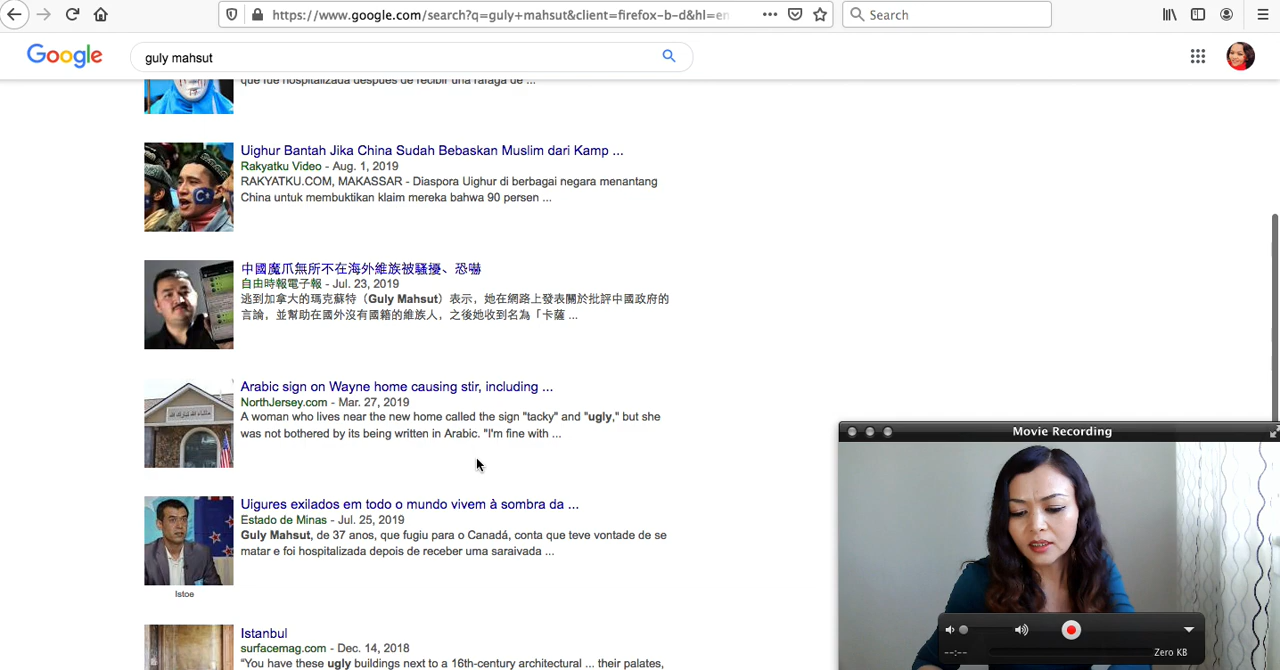 https://www.google.com/search?q=guly+mahsut&client=firefox-b-d&hl=en
Search
Google
guly mahsut
que fue hospitalizada después de recibir una ráfaga de ...
Uighur Bantah Jika China Sudah Bebaskan Muslim dari Kamp ...
Rakyatku Video - Aug. 1, 2019
RAKYATKU.COM, MAKASSAR - Diaspora Uighur di berbagai negara menantang
China untuk membuktikan klaim mereka bahwa 90 persen ...
中國魔爪無所不在海外維族被騷擾、恐嚇
自由時報電子報 - Jul. 23, 2019
逃到加拿大的瑪克蘇特（Guly Mahsut）表示，她在網路上發表關於批評中國政府的
言論，並幫助在國外沒有國籍的維族人，之後她收到名為「卡薩 ...
Arabic sign on Wayne home causing stir, including ...
NorthJersey.com - Mar. 27, 2019
A woman who lives near the new home called the sign "tacky" and "ugly," but she
was not bothered by its being written in Arabic. "I'm fine with ...
Uigures exilados em todo o mundo vivem à sombra da ...
Estado de Minas - Jul. 25, 2019
Guly Mahsut, de 37 anos, que fugiu para o Canadá, conta que teve vontade de se
matar e foi hospitalizada depois de receber uma saraivada ...
Istoe
Istanbul
surfacemag.com - Dec. 14, 2018
"You have these ugly buildings next to a 16th-century architectural ... their palates,
Movie Recording
--:--
Zero KB